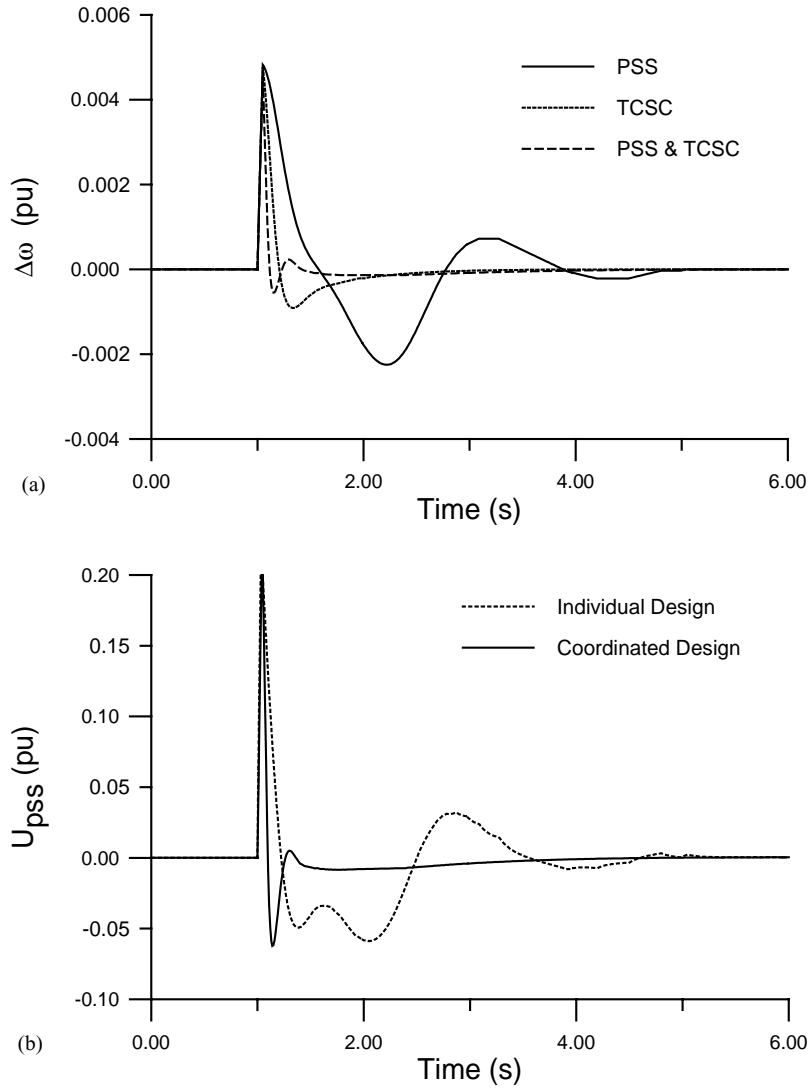 0.006
0.004
0.002
0.000
-0.002
-0.004
Δω (pu)
PSS
TCSC
PSS & TCSC
0.00
2.00
4.00
6.00
Time (s)
(a)
0.20
0.15
0.10
0.05
0.00
-0.05
-0.10
Upss (pu)
Individual Design
Coordinated Design
0.00
2.00
4.00
6.00
Time (s)
(b)